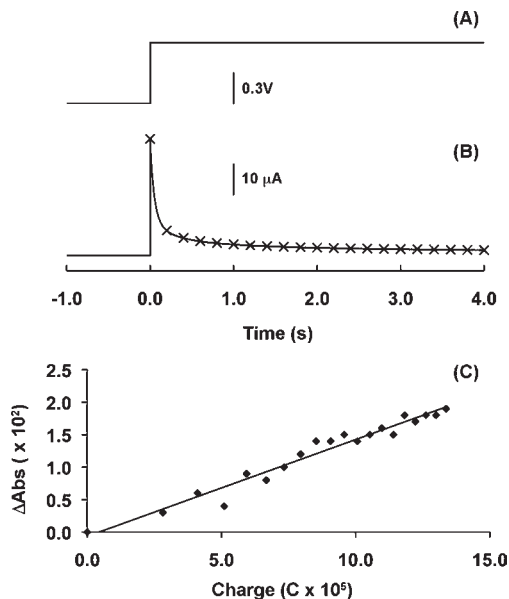 (A)
0.3V
(B)
10 μA
-1.0 0.0 1.0 2.0 3.0 4.0
Time (s)
(C)
2.5
2.0
1.5
1.0
0.5
0.0
ΔAbs ( x 10²)
0.0 5.0 10.0 15.0
Charge (C x 10⁵)